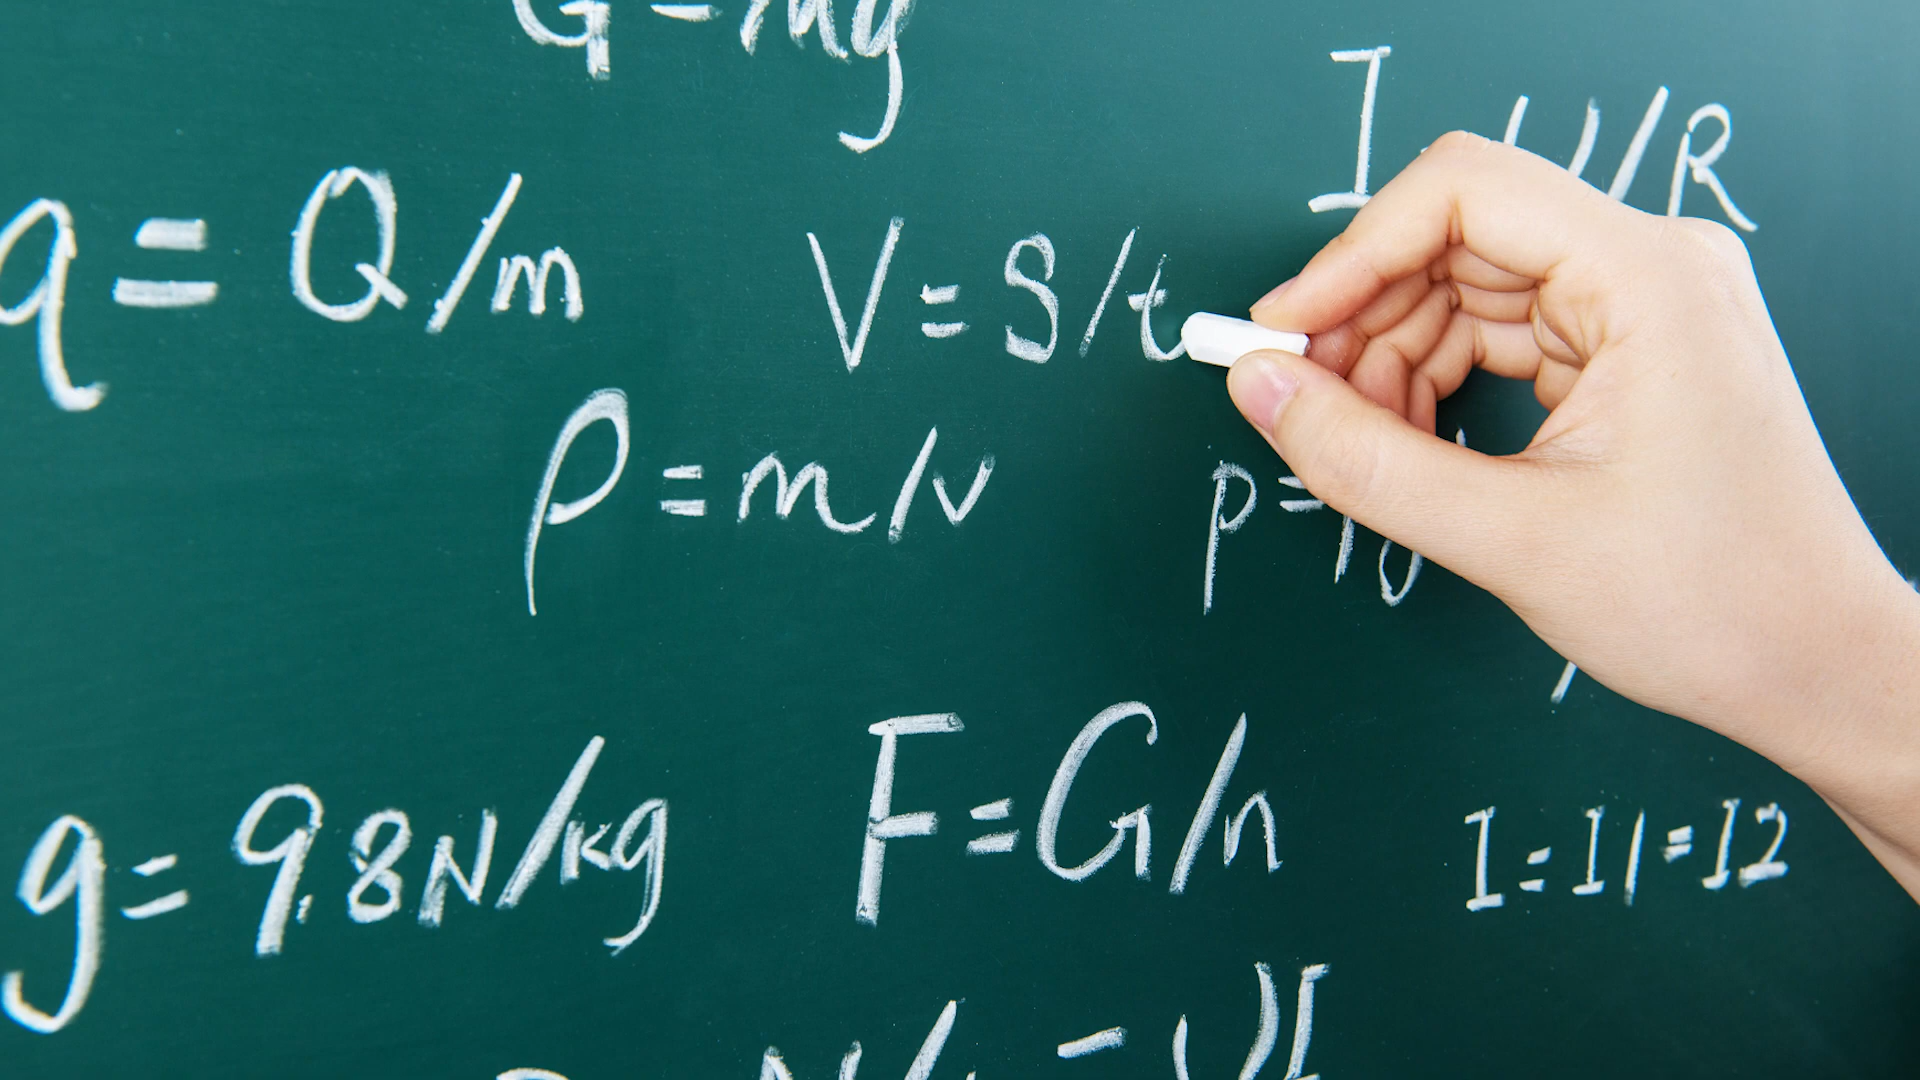 G=mg
I U/R
q=Q/m
V=S/t
ρ=m/v
p=
g=9.8N/kg
F=G/n
I=I1=I2